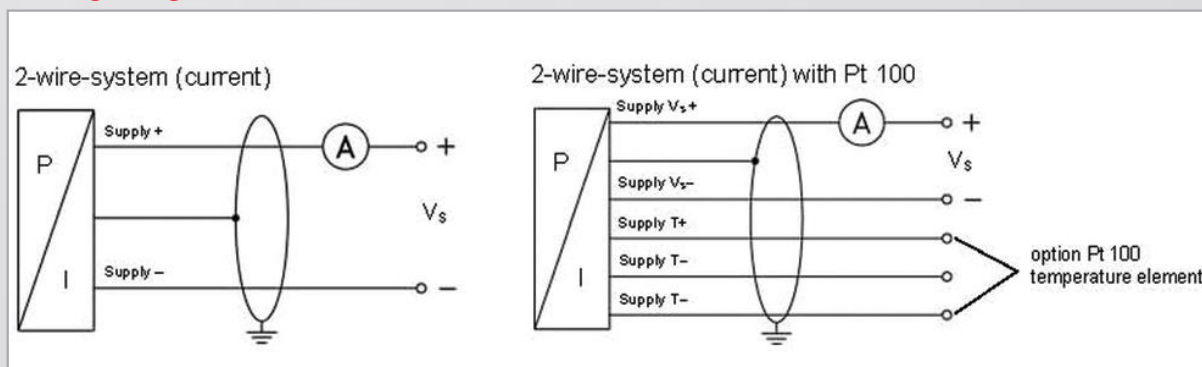 2-wire-system (current)
Supply +
P
A
+
Vs
I
Supply –
–
2-wire-system (current) with Pt 100
Supply Vs+
A
+
P
Vs
Supply Vs–
–
Supply T+
I
Supply T–
Supply T–
option Pt 100
temperature element